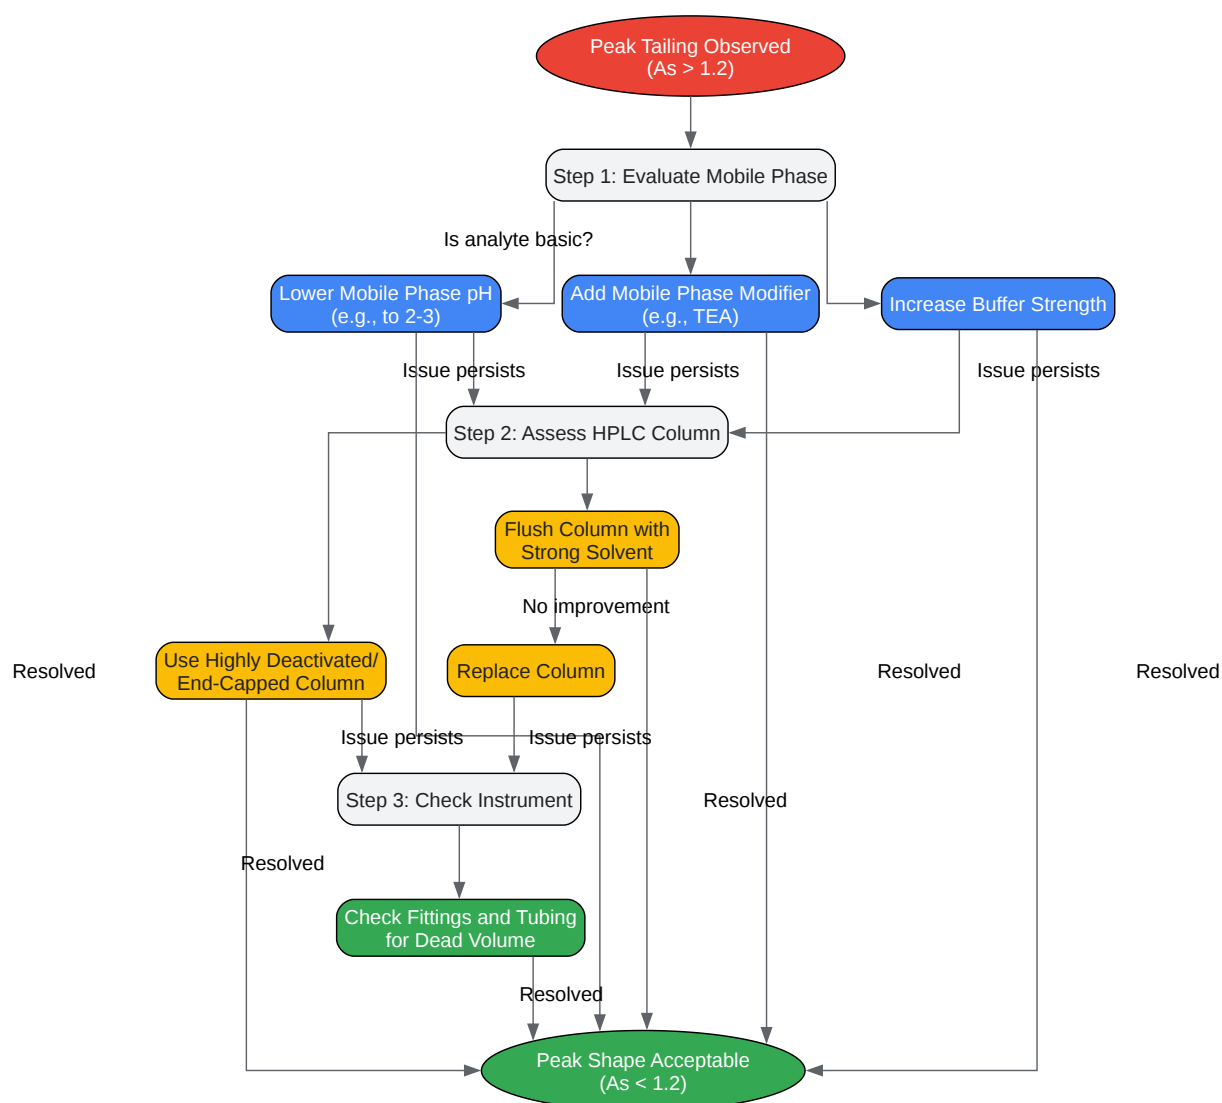 Peak Tailing Observed
(As > 1.2)
Step 1: Evaluate Mobile Phase
Is analyte basic?
Lower Mobile Phase pH
(e.g., to 2-3)
Add Mobile Phase Modifier
(e.g., TEA)
Increase Buffer Strength
Issue persists
Issue persists
Issue persists
Step 2: Assess HPLC Column
Flush Column with
Strong Solvent
No improvement
Resolved
Use Highly Deactivated/
End-Capped Column
Replace Column
Resolved
Resolved
Issue persists
Issue persists
Step 3: Check Instrument
Resolved
Resolved
Check Fittings and Tubing
for Dead Volume
Resolved
Peak Shape Acceptable
(As < 1.2)